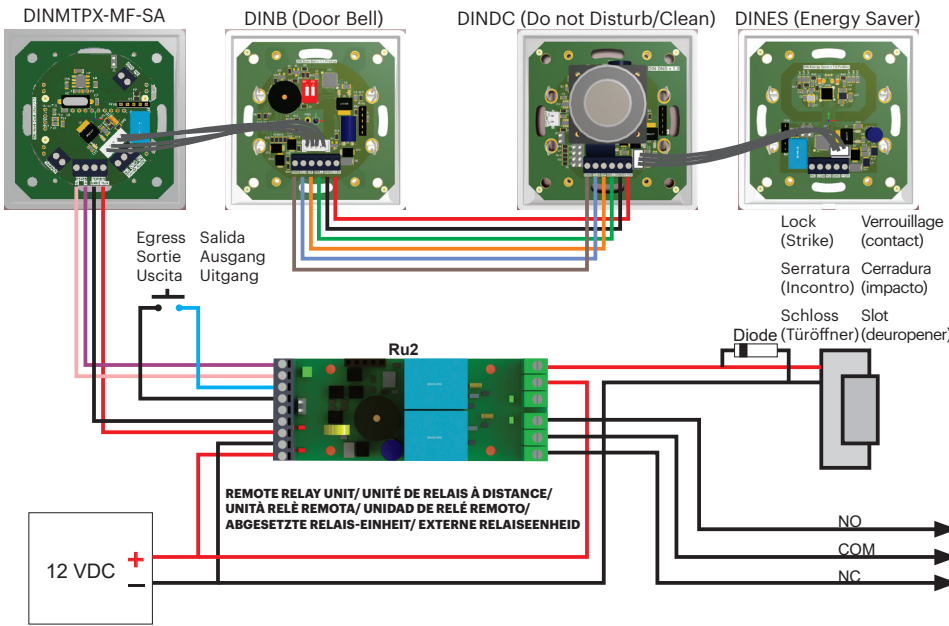 DINMTPX-MF-SA
DINB (Door Bell)
DINDC (Do not Disturb/Clean)
DINES (Energy Saver)
Egress Salida
Sortie Ausgang
Uscita Uitgang
Lock Verrouillage
(Strike) (contact)
Serratura Cerradura
(Incontro) (impacto)
Schloss Slot
(Türöffner) (deuropener)
Diode
Ru2
REMOTE RELAY UNIT/ UNITÉ DE RELAIS À DISTANCE/
UNITÀ RELÈ REMOTA/ UNIDAD DE RELÉ REMOTO/
ABGESETZTE RELAIS-EINHEIT/ EXTERNE RELAISEENHEID
12 VDC
+
–
NO
COM
NC